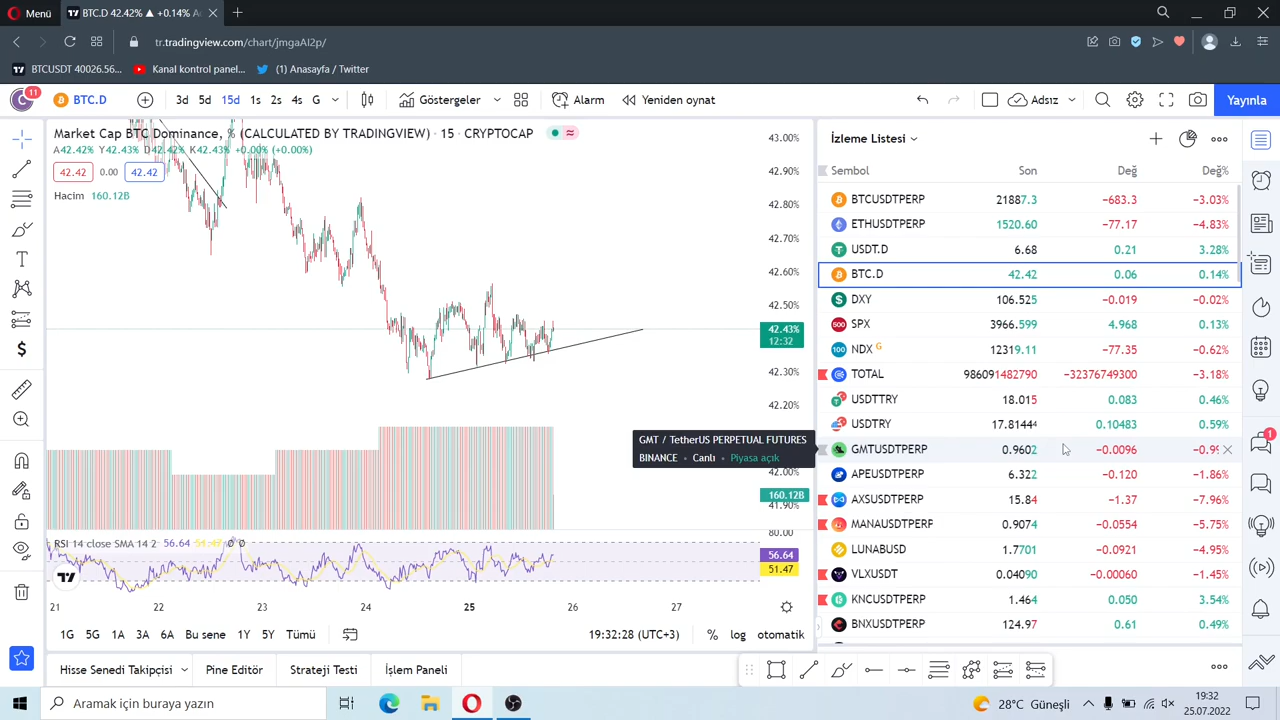 Menü
BTC.D 42.42% ▲ +0.14%
tr.tradingview.com/chart/jmgaAI2p/
BTCUSDT 40026.56...
Kanal kontrol panel...
(1) Anasayfa / Twitter
11
BTC.D
3d 5d 15d 1s 2s 4s G
Göstergeler
Alarm
Yeniden oynat
Adsız
Yayınla
Market Cap BTC Dominance, % (CALCULATED BY TRADINGVIEW) · 15 · CRYPTOCAP
A42.42% Y42.43% D42.42% K42.43% +0.00% (+0.00%)
42.42 0.00 42.42
Hacim 160.12B
43.00%
42.90%
42.80%
42.70%
42.60%
42.50%
42.43%
12:32
42.30%
42.20%
42.00%
160.12B
41.90%
80.00
RSI 14 close SMA 14 2 56.64 51.47 Ø Ø
56.64
51.47
21 22 23 24 25 26 27
1G 5G 1A 3A 6A Bu sene 1Y 5Y Tümü
19:32:28 (UTC+3) % log otomatik
Hisse Senedi Takipçisi
Pine Editör
Strateji Testi
İşlem Paneli
GMT / TetherUS PERPETUAL FUTURES
BINANCE • Canlı • Piyasa açık
İzleme Listesi
Sembol Son Değ Değ%
BTCUSDTPERP 21887.3 −683.3 −3.03%
ETHUSDTPERP 1520.60 −77.17 −4.83%
USDT.D 6.68 0.21 3.28%
BTC.D 42.42 0.06 0.14%
DXY 106.525 −0.019 −0.02%
500 SPX 3966.599 4.968 0.13%
100 NDX G 12319.11 −77.35 −0.62%
TOTAL 986091482790 −32376749300 −3.18%
USDTTRY 18.015 0.083 0.46%
USDTRY 17.81444 0.10483 0.59%
GMTUSDTPERP 0.9602 −0.0096 −0.99
APEUSDTPERP 6.322 −0.120 −1.86%
AXSUSDTPERP 15.84 −1.37 −7.96%
MANAUSDTPERP 0.9074 −0.0554 −5.75%
LUNABUSD 1.7701 −0.0921 −4.95%
VLXUSDT 0.04090 −0.00060 −1.45%
KNCUSDTPERP 1.464 0.050 3.54%
BNXUSDTPERP 124.97 0.61 0.49%
1
Aramak için buraya yazın
28°C Güneşli
19:32
25.07.2022